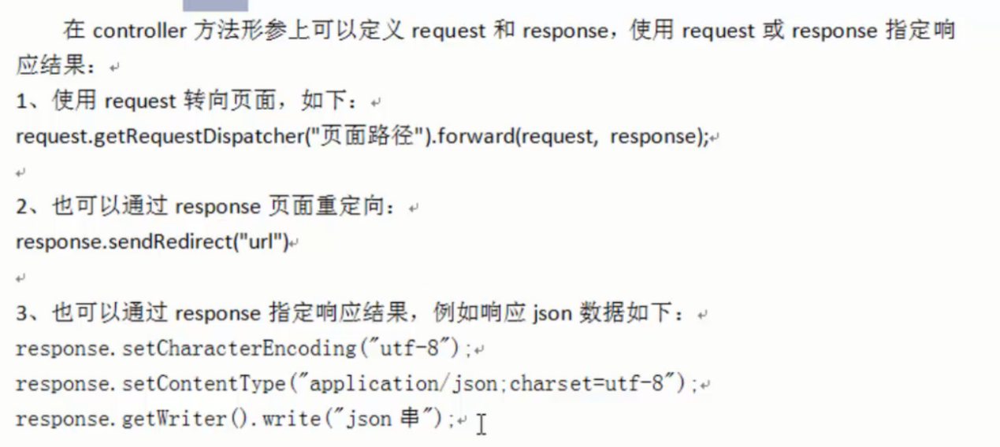 在 controller 方法形参上可以定义 request 和 response，使用 request 或 response 指定响
应结果：
1、使用 request 转向页面，如下：
request.getRequestDispatcher("页面路径").forward(request, response);
2、也可以通过 response 页面重定向：
response.sendRedirect("url")
3、也可以通过 response 指定响应结果，例如响应 json 数据如下：
response.setCharacterEncoding("utf-8");
response.setContentType("application/json;charset=utf-8");
response.getWriter().write("json 串");